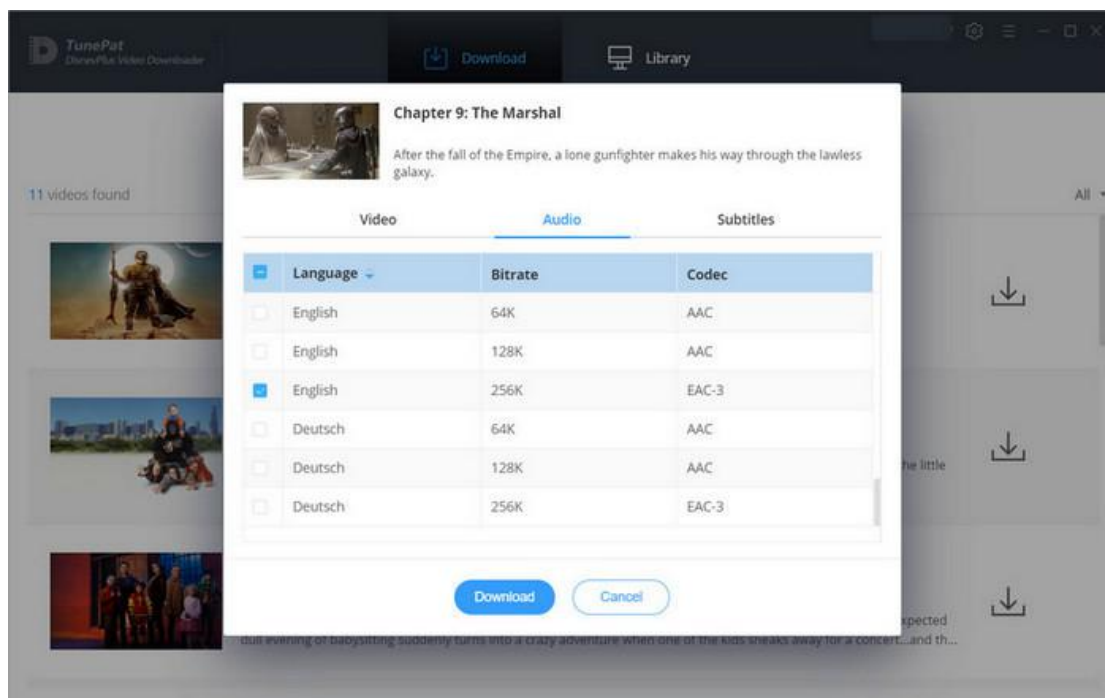 TunePat
DisneyPlus Video Downloader
Download
Library
Chapter 9: The Marshal
After the fall of the Empire, a lone gunfighter makes his way through the lawless
galaxy.
11 videos found
All
Video Audio Subtitles
Language Bitrate Codec
English 64K AAC
English 128K AAC
English 256K EAC-3
Deutsch 64K AAC
Deutsch 128K AAC
he little
Deutsch 256K EAC-3
Download Cancel
xpected
dull evening of babysitting suddenly turns into a crazy adventure when one of the kids sneaks away for a concert...and th...